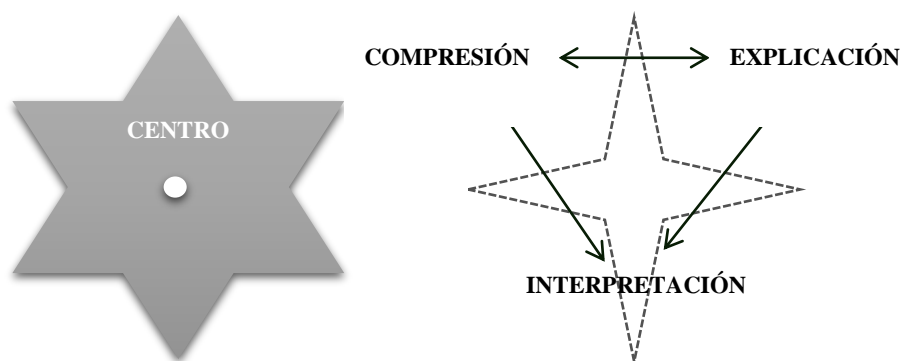 COMPRESIÓN
EXPLICACIÓN
CENTRO
INTERPRETACIÓN